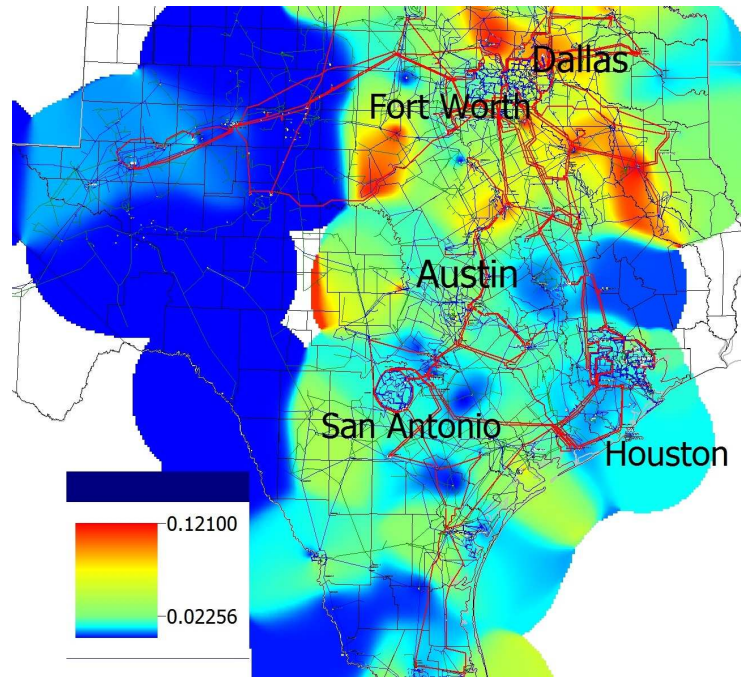 Dallas
Fort Worth
Austin
San Antonio
Houston
0.12100
0.02256